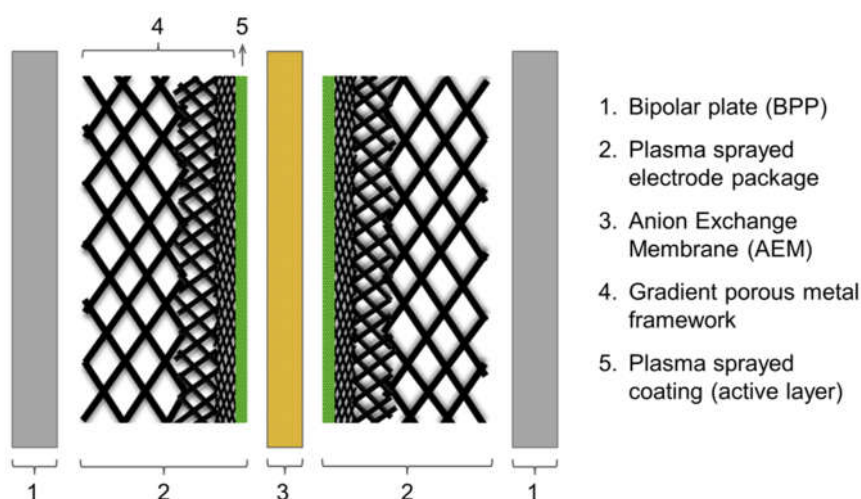 4
5
1. Bipolar plate (BPP)
2. Plasma sprayed
electrode package
3. Anion Exchange
Membrane (AEM)
4. Gradient porous metal
framework
5. Plasma sprayed
coating (active layer)
1
2
3
2
1